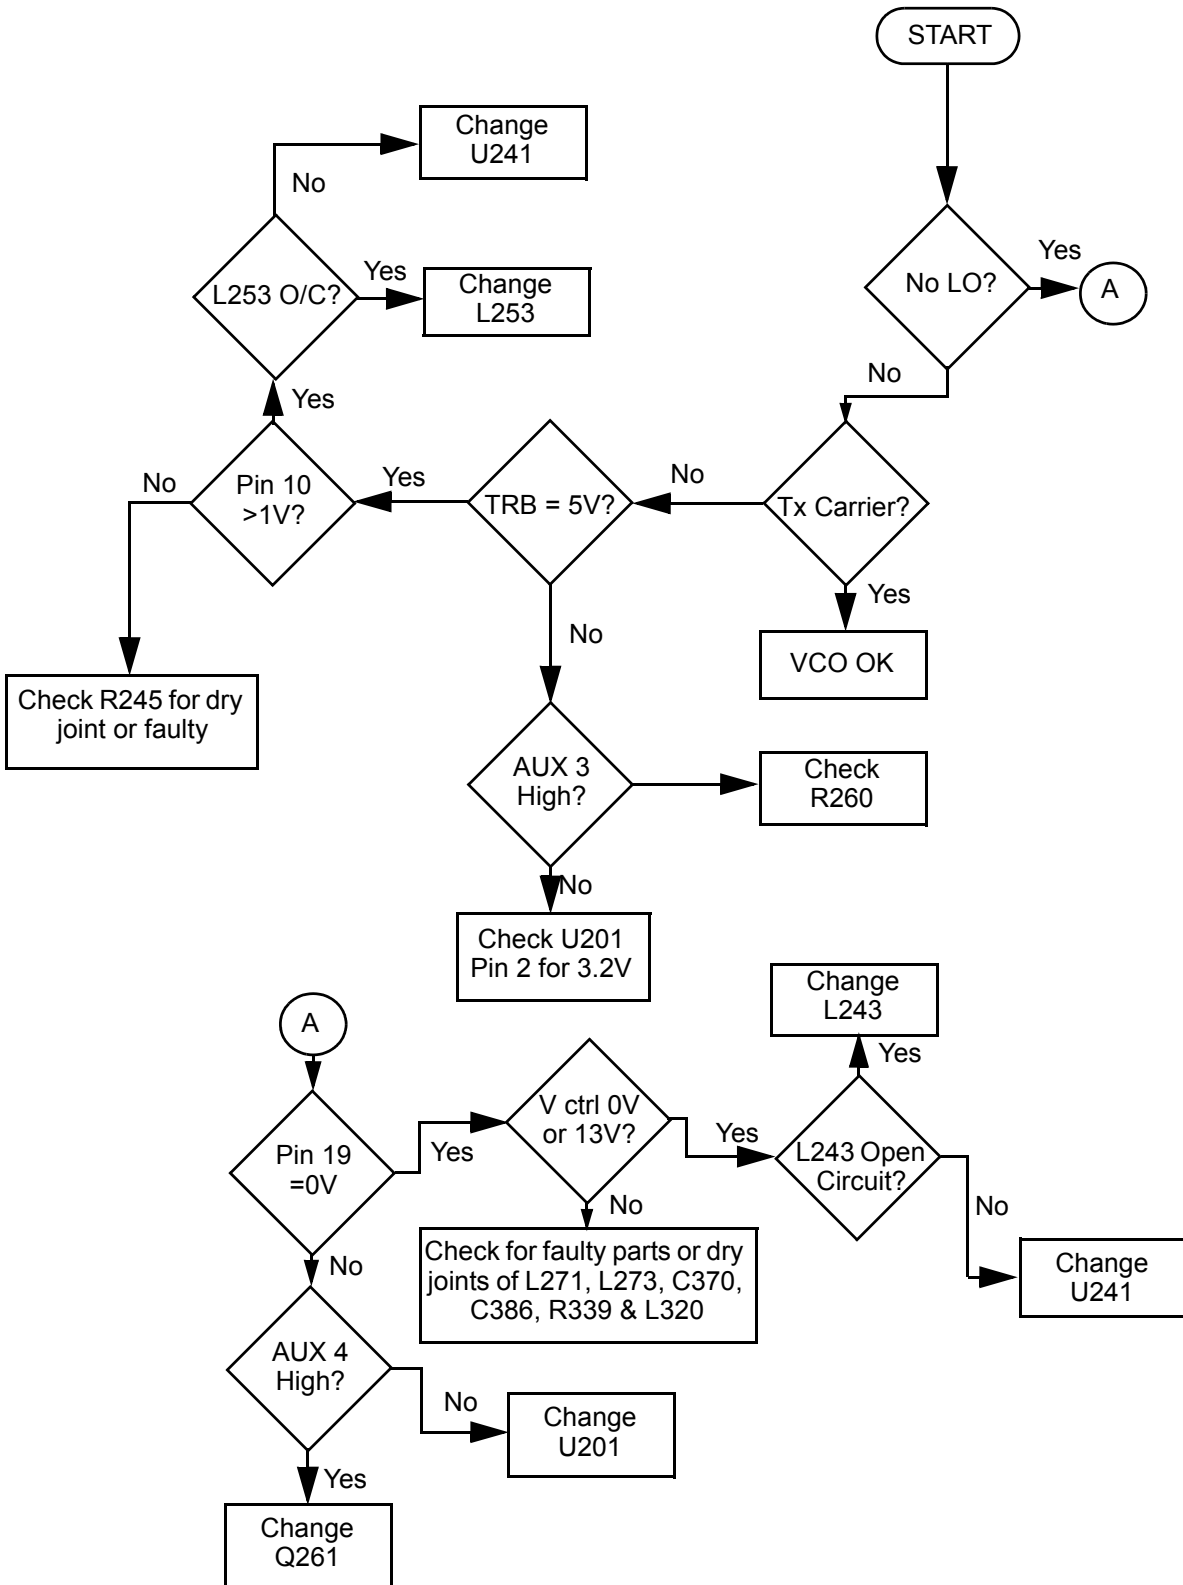 START
No LO?
Yes
A
No
Tx Carrier?
Yes
VCO OK
No
TRB = 5V?
Yes
Pin 10
>1V?
No
Check R245 for dry
joint or faulty
Yes
L253 O/C?
Yes
Change
L253
No
Change
U241
No
AUX 3
High?
Check
R260
No
Check U201
Pin 2 for 3.2V
A
Pin 19
=0V
Yes
V ctrl 0V
or 13V?
Yes
L243 Open
Circuit?
Yes
Change
L243
No
Change
U241
No
Check for faulty parts or dry
joints of L271, L273, C370,
C386, R339 & L320
No
AUX 4
High?
No
Change
U201
Yes
Change
Q261